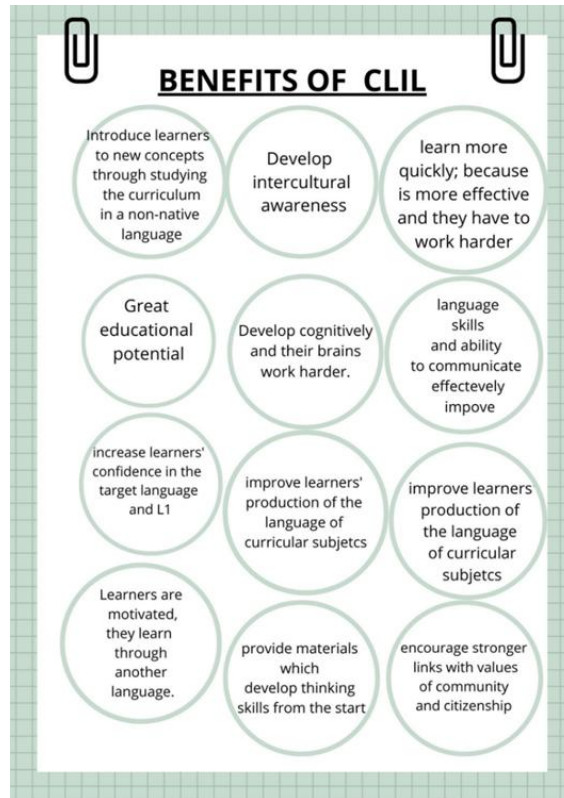 BENEFITS OF CLIL
Introduce learners
to new concepts
through studying
the curriculum
in a non-native
language
Develop
intercultural
awareness
learn more
quickly; because
is more effective
and they have to
work harder
Great
educational
potential
Develop cognitively
and their brains
work harder.
language
skills
and ability
to communicate
effectevely
impove
increase learners'
confidence in the
target language
and L1
improve learners'
production of the
language of
curricular subjetcs
improve learners
production of
the language
of curricular
subjetcs
Learners are
motivated,
they learn
through
another
language.
provide materials
which
develop thinking
skills from the start
encourage stronger
links with values
of community
and citizenship